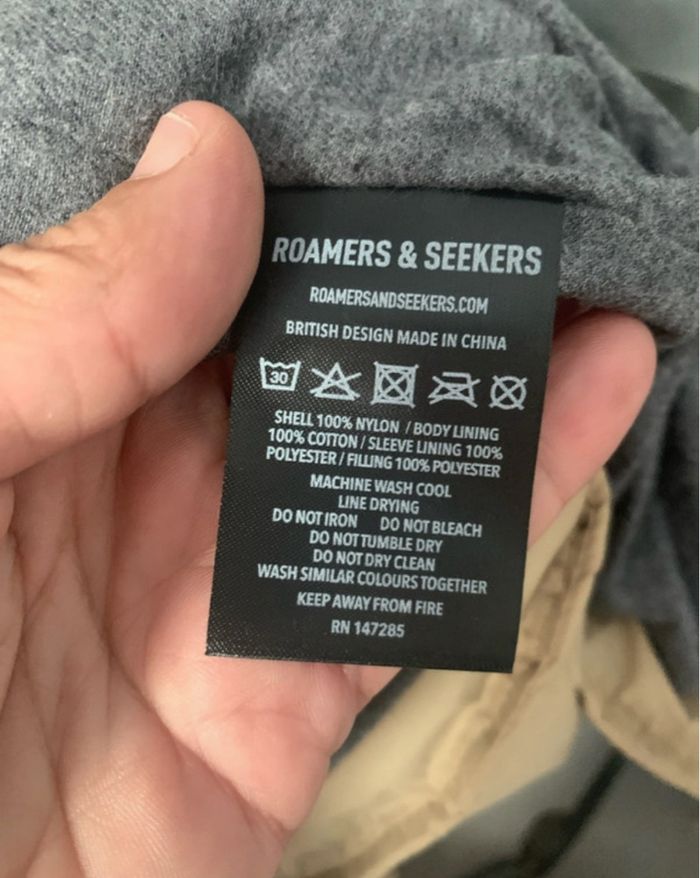 ROAMERS & SEEKERS
ROAMERSANDSEEKERS.COM
BRITISH DESIGN MADE IN CHINA
30
SHELL 100% NYLON / BODY LINING
100% COTTON / SLEEVE LINING 100%
POLYESTER / FILLING 100% POLYESTER
MACHINE WASH COOL
LINE DRYING
DO NOT IRON DO NOT BLEACH
DO NOT TUMBLE DRY
DO NOT DRY CLEAN
WASH SIMILAR COLOURS TOGETHER
KEEP AWAY FROM FIRE
RN 147285